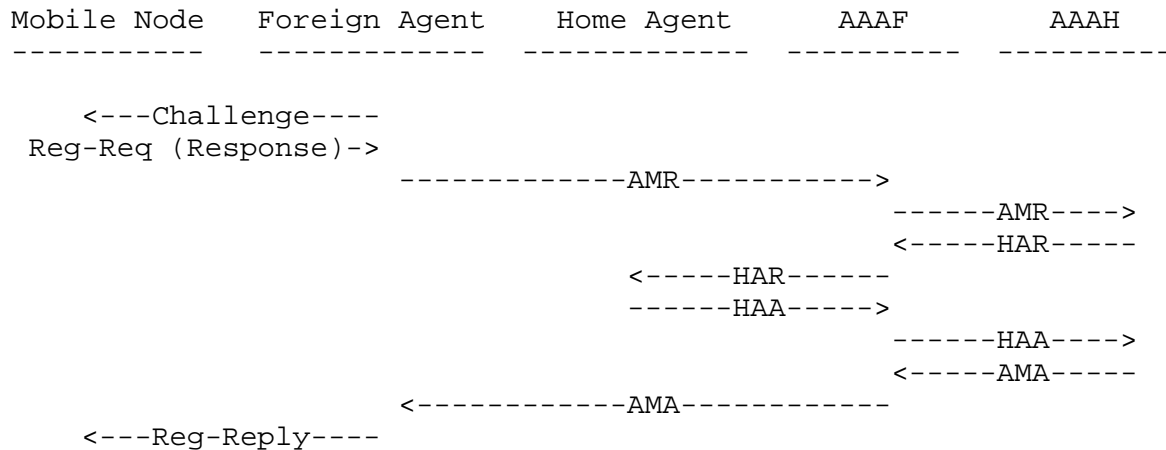 Mobile Node   Foreign Agent     Home Agent       AAAF            AAAH
-----------   -------------   -------------   ----------   ----------
     <---Challenge----
 Reg-Req (Response)->
                       -------------AMR----------->
                                                    ------AMR---->
                                                    <-----HAR-----
                                     <-----HAR------
                                     ------HAA----->
                                                    ------HAA---->
                                                    <-----AMA-----
                       <------------AMA------------
     <---Reg-Reply----